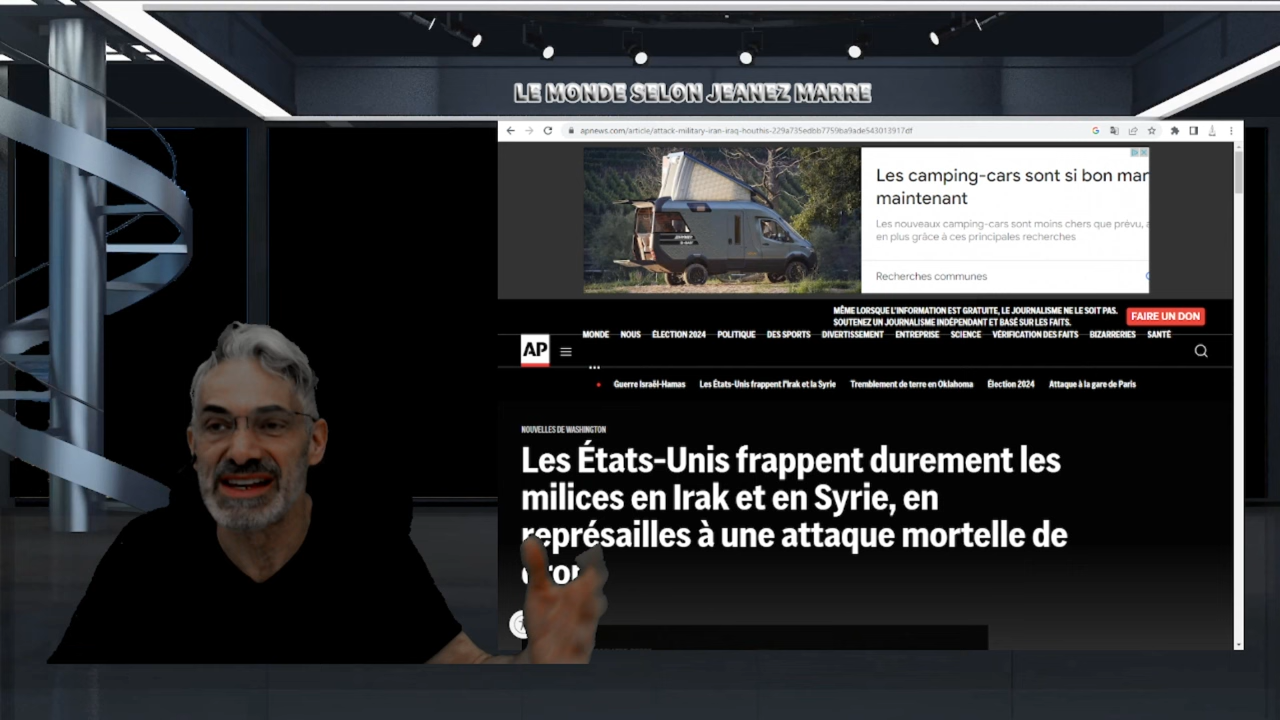 LE MONDE SELON JEANEZ MARRE
apnews.com/article/attack-military-iran-iraq-houthis-229a735edbb7759ba9ade543013917df
Les camping-cars sont si bon mar
maintenant
Les nouveaux camping-cars sont moins chers que prévu, a
en plus grâce à ces principales recherches
Recherches communes
MÊME LORSQUE L'INFORMATION EST GRATUITE, LE JOURNALISME NE LE SOIT PAS.
SOUTENEZ UN JOURNALISME INDÉPENDANT ET BASÉ SUR LES FAITS.
FAIRE UN DON
AP
MONDE NOUS ÉLECTION 2024 POLITIQUE DES SPORTS DIVERTISSEMENT ENTREPRISE SCIENCE VÉRIFICATION DES FAITS BIZARRERIES SANTÉ
Guerre Israël-Hamas Les États-Unis frappent l'Irak et la Syrie Tremblement de terre en Oklahoma Élection 2024 Attaque à la gare de Paris
NOUVELLES DE WASHINGTON
Les États-Unis frappent durement les
milices en Irak et en Syrie, en
représailles à une attaque mortelle de